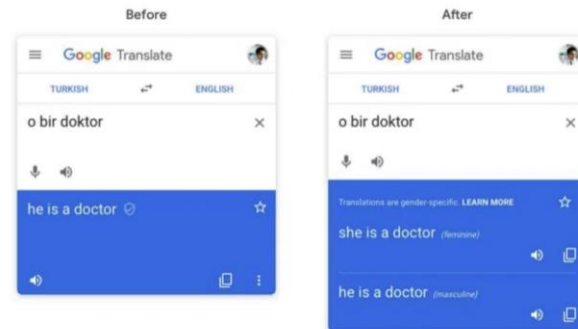 Before
Google Translate
TURKISH
ENGLISH
o bir doktor
he is a doctor
After
Google Translate
TURKISH
ENGLISH
o bir doktor
Translations are gender-specific. LEARN MORE
she is a doctor (feminine)
he is a doctor (masculine)